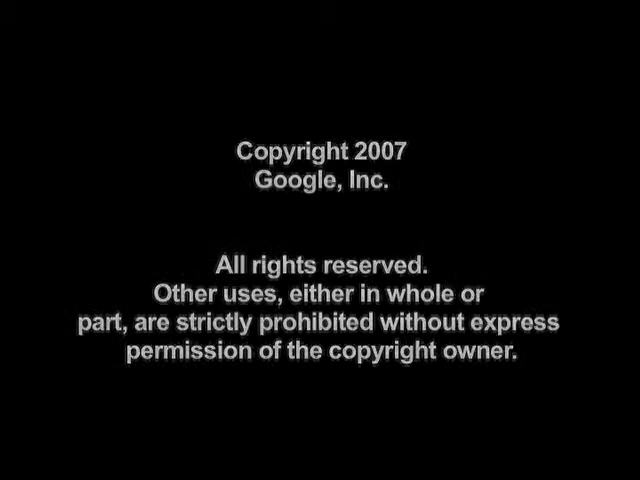 Copyright 2007
Google, Inc.
All rights reserved.
Other uses, either in whole or
part, are strictly prohibited without express
permission of the copyright owner.